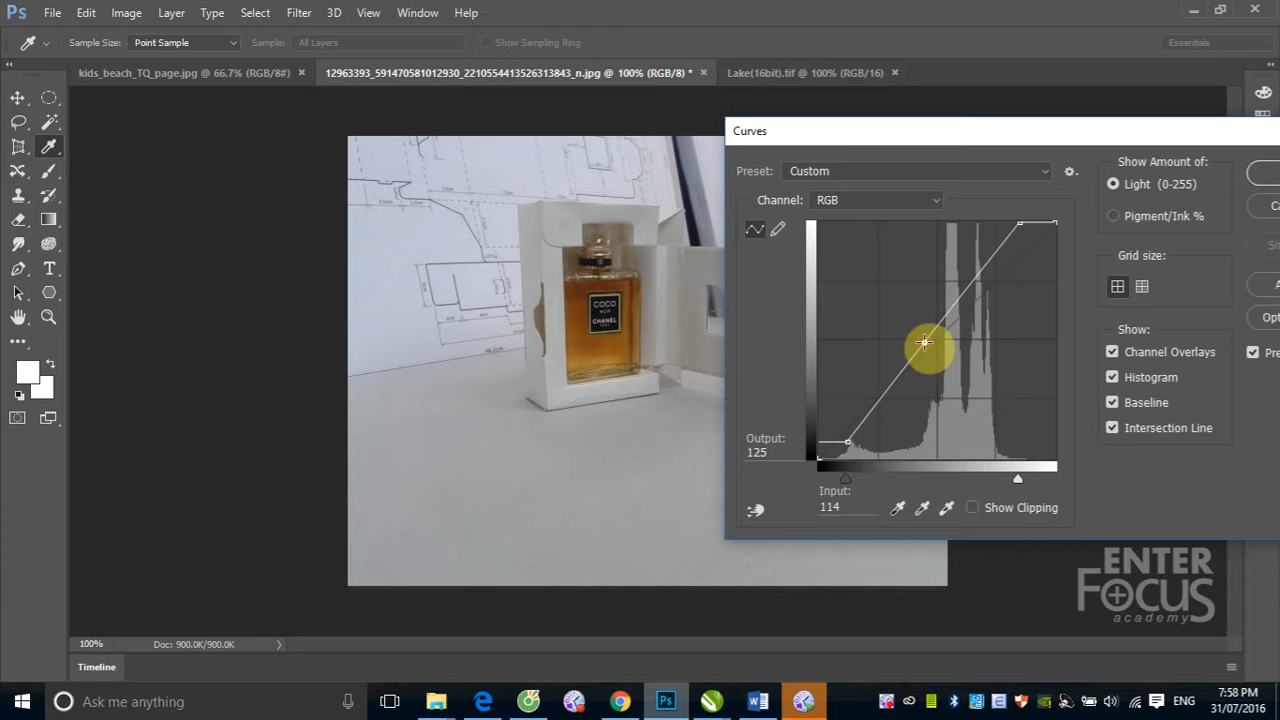 Ps File Edit Image Layer Type Select Filter 3D View Window Help
Sample Size: Point Sample Sample: All Layers Show Sampling Ring Essentials
kids_beach_TQ_page.jpg @ 66.7% (RGB/8#) × 12963393_591470581012930_2210554413526313843_n.jpg @ 100% (RGB/8) * × Lake(16bit).tif @ 100% (RGB/16) ×
Curves
Preset: Custom
Channel: RGB
Show Amount of:
Light (0-255)
Pigment/Ink %
Grid size:
Show:
Channel Overlays
Histogram
Baseline
Intersection Line
Output:
125
Input:
114
Show Clipping
COCO
NOIR
CHANEL
PARIS
ENTER
FOCUS
academy
100% Doc: 900.0K/900.0K
Timeline
Ask me anything
Ps
ENG
7:58 PM
31/07/2016